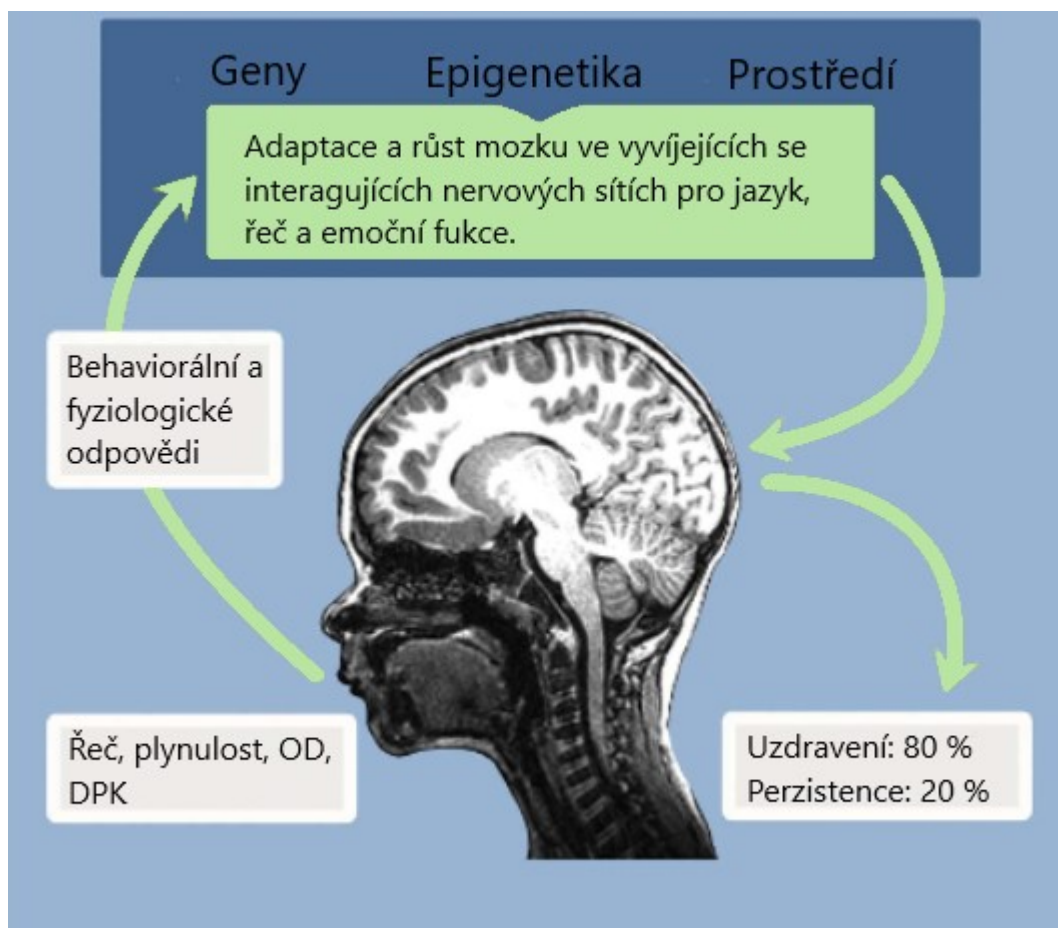 Geny Epigenetika Prostředí
Adaptace a růst mozku ve vyvíjejících se
interagujících nervových sítích pro jazyk,
řeč a emoční fukce.
Behaviorální a
fyziologické
odpovědi
Řeč, plynulost, OD,
DPK
Uzdravení: 80 %
Perzistence: 20 %